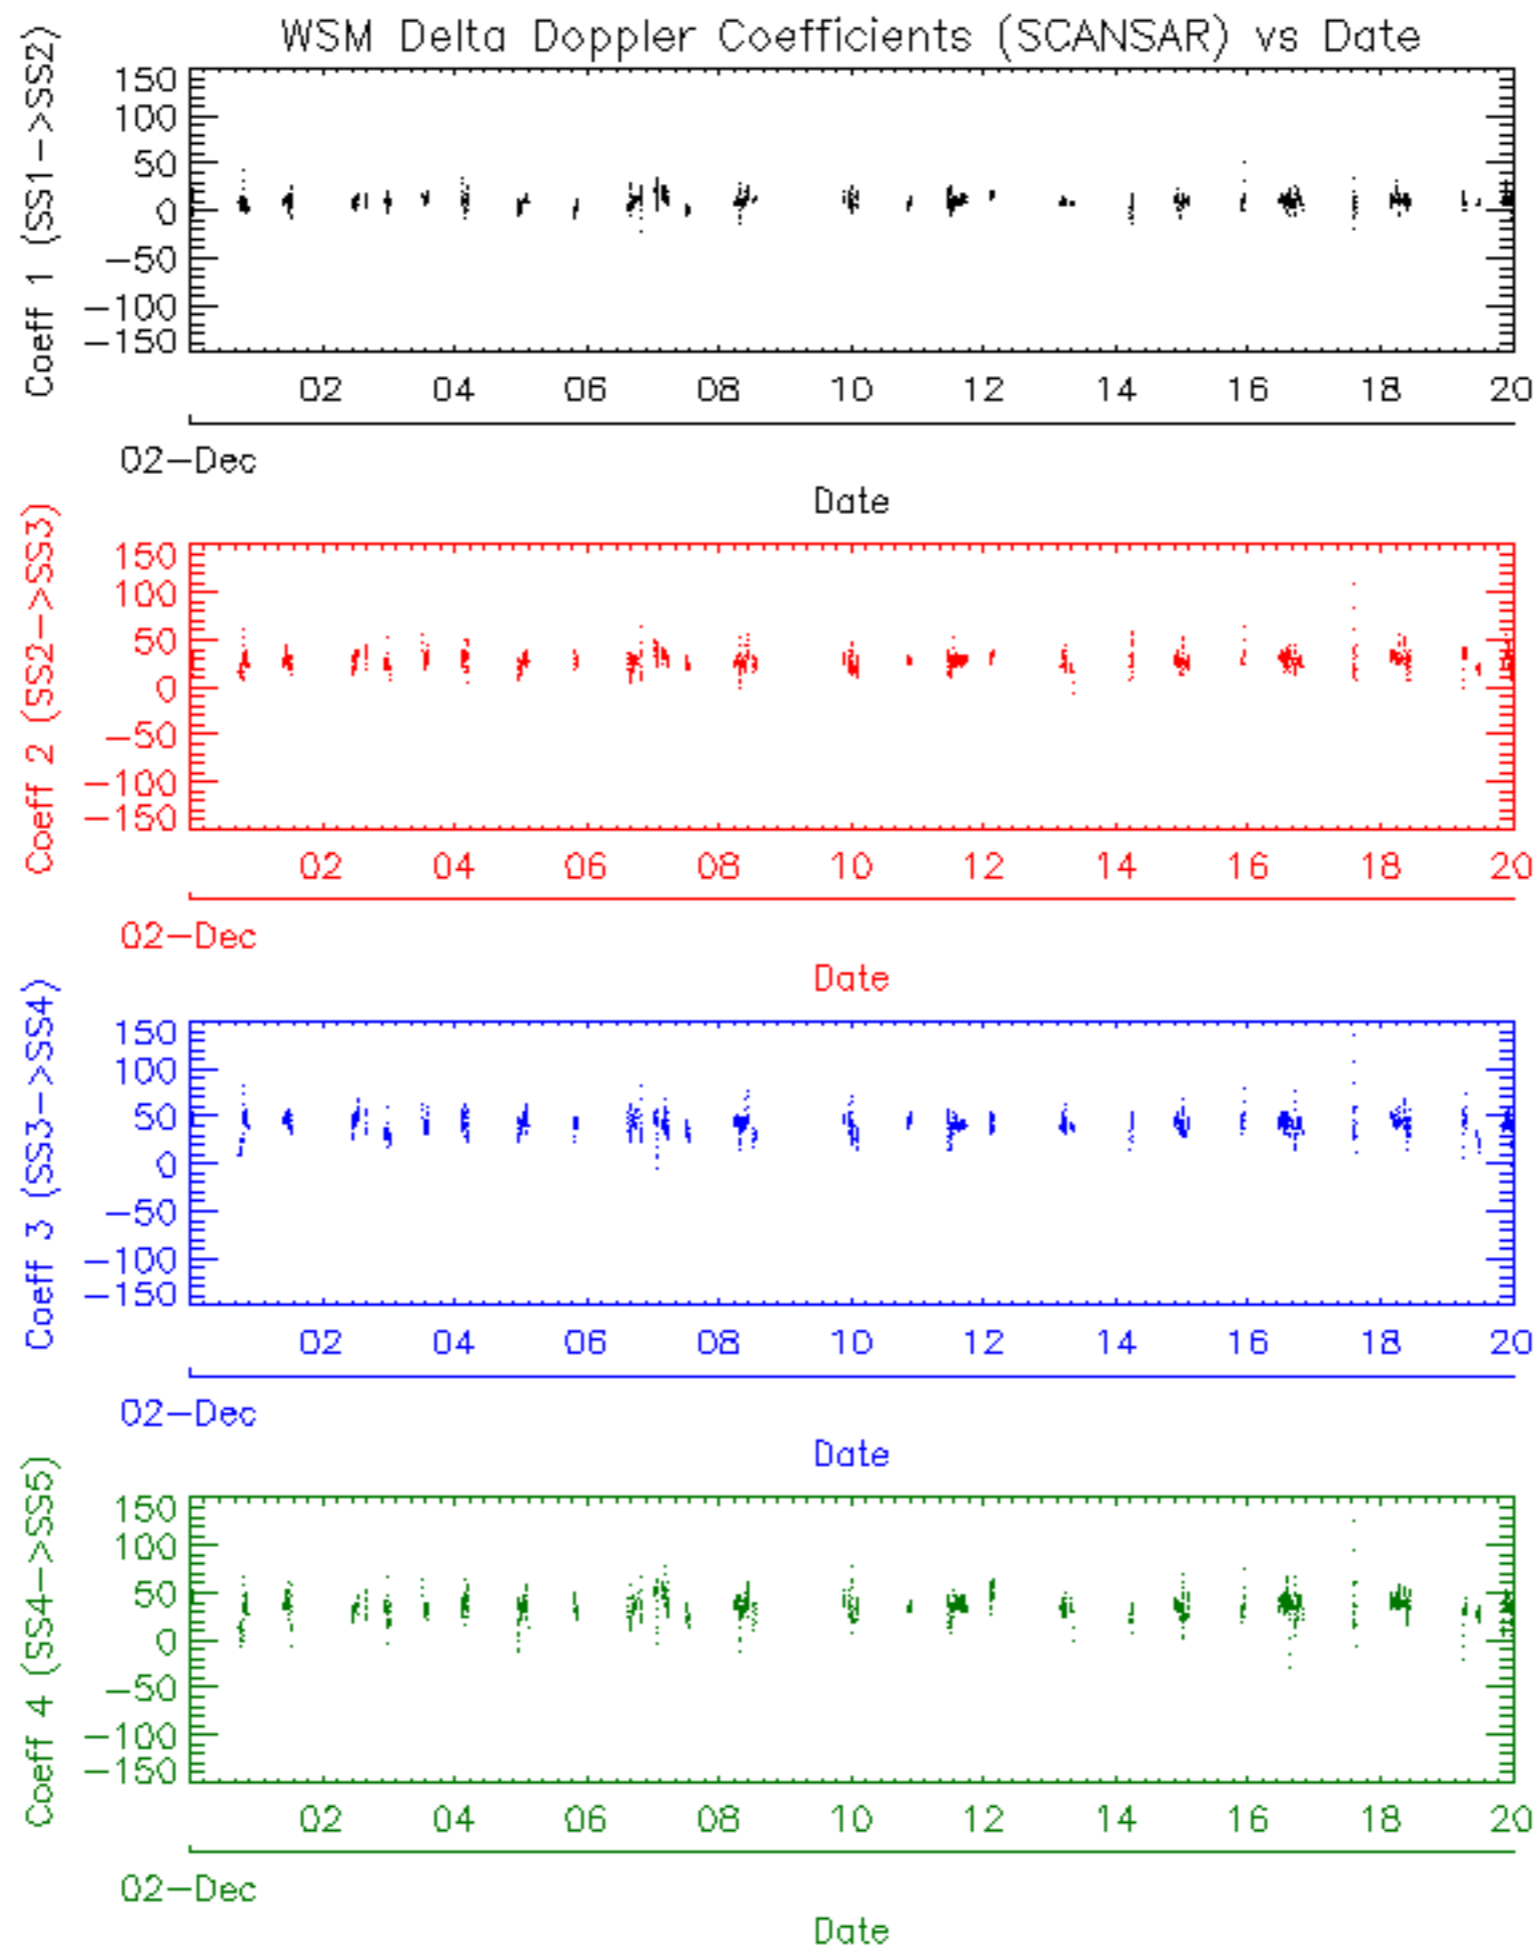 WSM Delta Doppler Coefficients (SCANSAR) vs Date
Coeff 1 (SS1->SS2)
150
100
50
0
-50
-100
-150
02 04 06 08 10 12 14 16 18 20
02-Dec
Date
Coeff 2 (SS2->SS3)
150
100
50
0
-50
-100
-150
02 04 06 08 10 12 14 16 18 20
02-Dec
Date
Coeff 3 (SS3->SS4)
150
100
50
0
-50
-100
-150
02 04 06 08 10 12 14 16 18 20
02-Dec
Date
Coeff 4 (SS4->SS5)
150
100
50
0
-50
-100
-150
02 04 06 08 10 12 14 16 18 20
02-Dec
Date